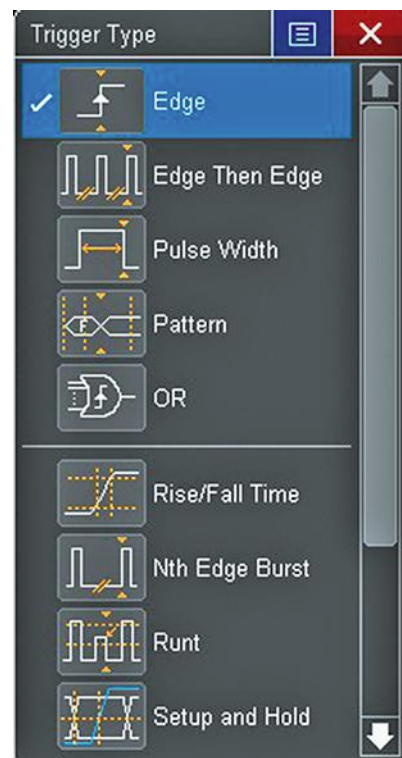 Trigger Type
Edge
Edge Then Edge
Pulse Width
F
Pattern
OR
Rise/Fall Time
Nth Edge Burst
Runt
Setup and Hold